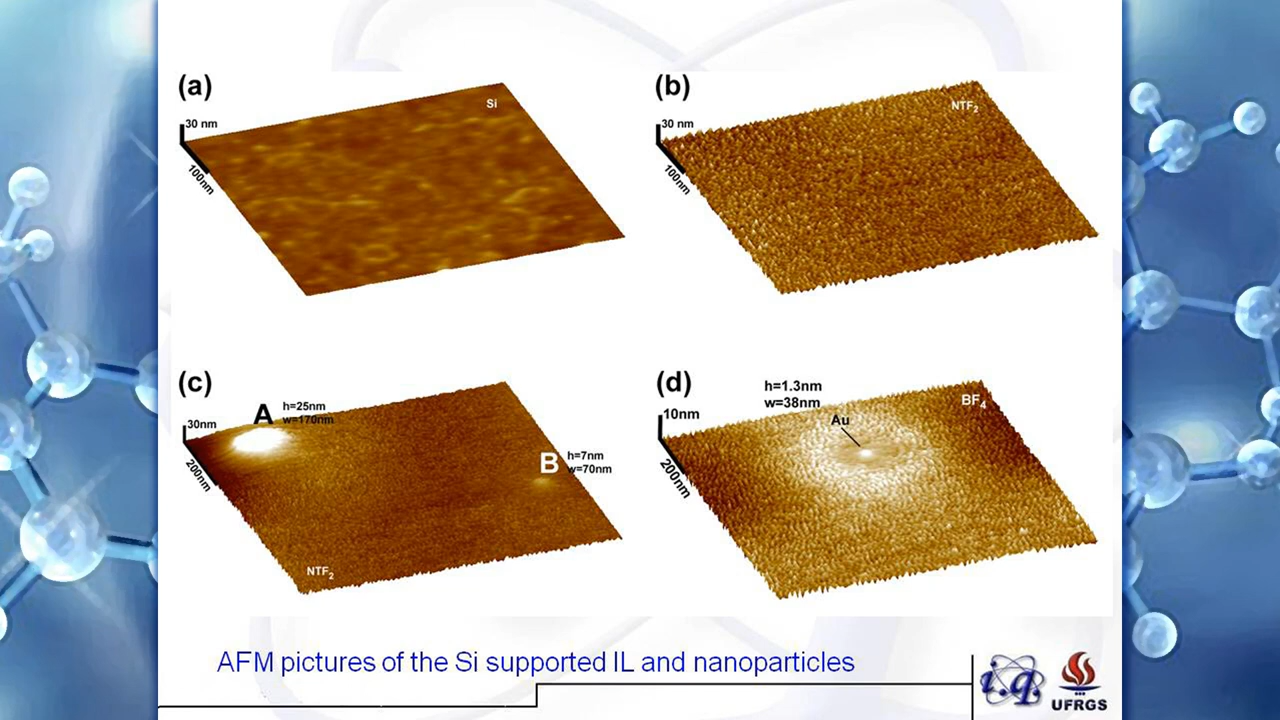 (a)
Si
30 nm
100nm
(b)
NTF2
30 nm
100nm
(c)
A
h=25nm
w=170nm
30nm
200nm
B
h=7nm
w=70nm
NTF2
(d)
h=1.3nm
w=38nm
Au
BF4
10nm
200nm
AFM pictures of the Si supported IL and nanoparticles
i.q.
UFRGS